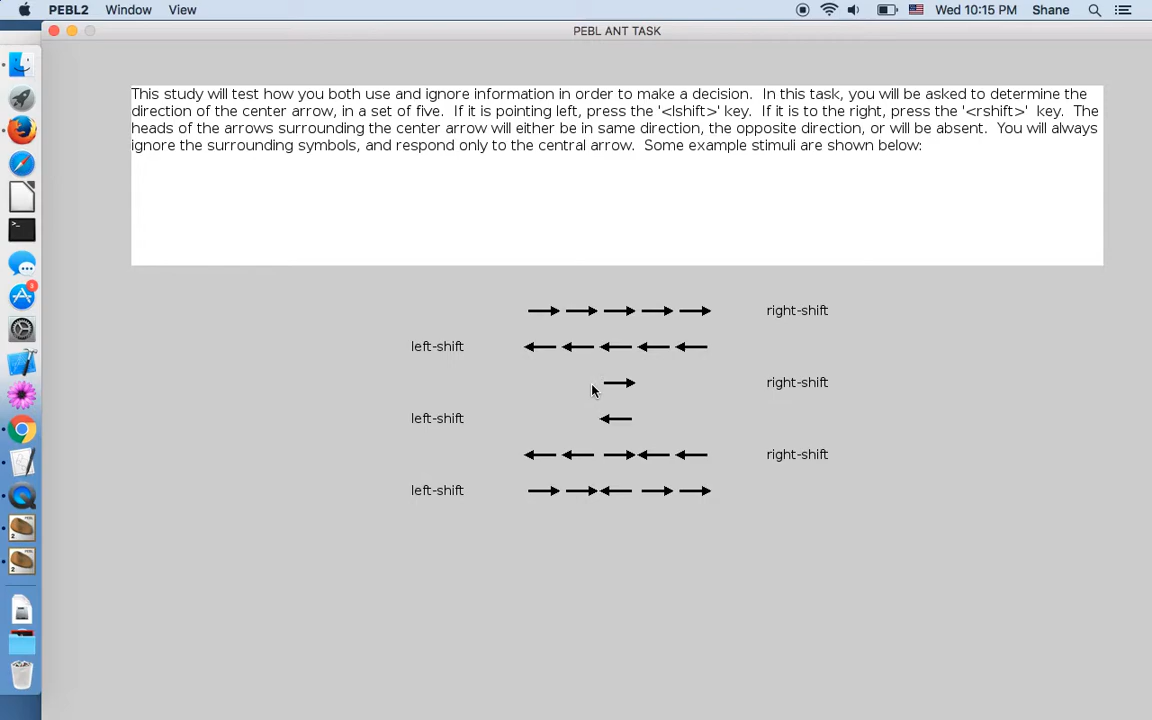 PEBL2 Window View Wed 10:15 PM Shane
PEBL ANT TASK
This study will test how you both use and ignore information in order to make a decision.  In this task, you will be asked to determine the
direction of the center arrow, in a set of five.  If it is pointing left, press the '<lshift>' key.  If it is to the right, press the '<rshift>'  key.  The
heads of the arrows surrounding the center arrow will either be in same direction, the opposite direction, or will be absent.  You will always
ignore the surrounding symbols, and respond only to the central arrow.  Some example stimuli are shown below:
right-shift
left-shift
right-shift
left-shift
right-shift
left-shift
3
2
2